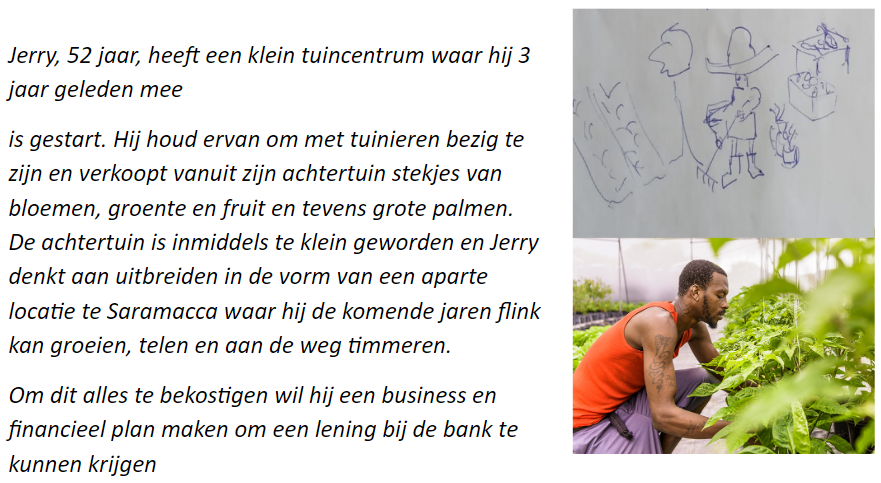 Jerry, 52 jaar, heeft een klein tuincentrum waar hij 3
jaar geleden mee
is gestart. Hij houd ervan om met tuinieren bezig te
zijn en verkoopt vanuit zijn achtertuin stekjes van
bloemen, groente en fruit en tevens grote palmen.
De achtertuin is inmiddels te klein geworden en Jerry
denkt aan uitbreiden in de vorm van een aparte
locatie te Saramacca waar hij de komende jaren flink
kan groeien, telen en aan de weg timmeren.
Om dit alles te bekostigen wil hij een business en
financieel plan maken om een lening bij de bank te
kunnen krijgen